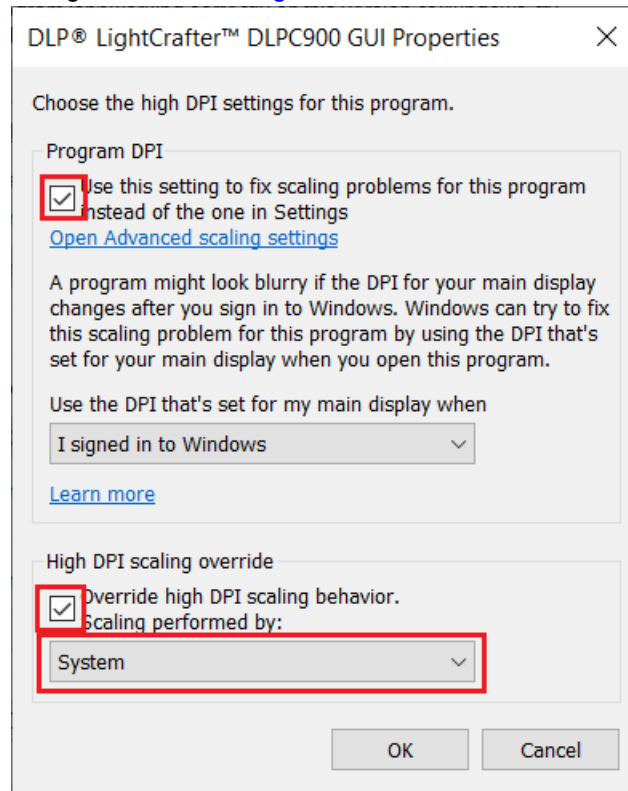 DLP® LightCrafter™ DLPC900 GUI Properties
Choose the high DPI settings for this program.
Program DPI
Use this setting to fix scaling problems for this program
instead of the one in Settings
Open Advanced scaling settings
A program might look blurry if the DPI for your main display
changes after you sign in to Windows. Windows can try to fix
this scaling problem for this program by using the DPI that's
set for your main display when you open this program.
Use the DPI that's set for my main display when
I signed in to Windows
Learn more
High DPI scaling override
Override high DPI scaling behavior.
Scaling performed by:
System
OK
Cancel